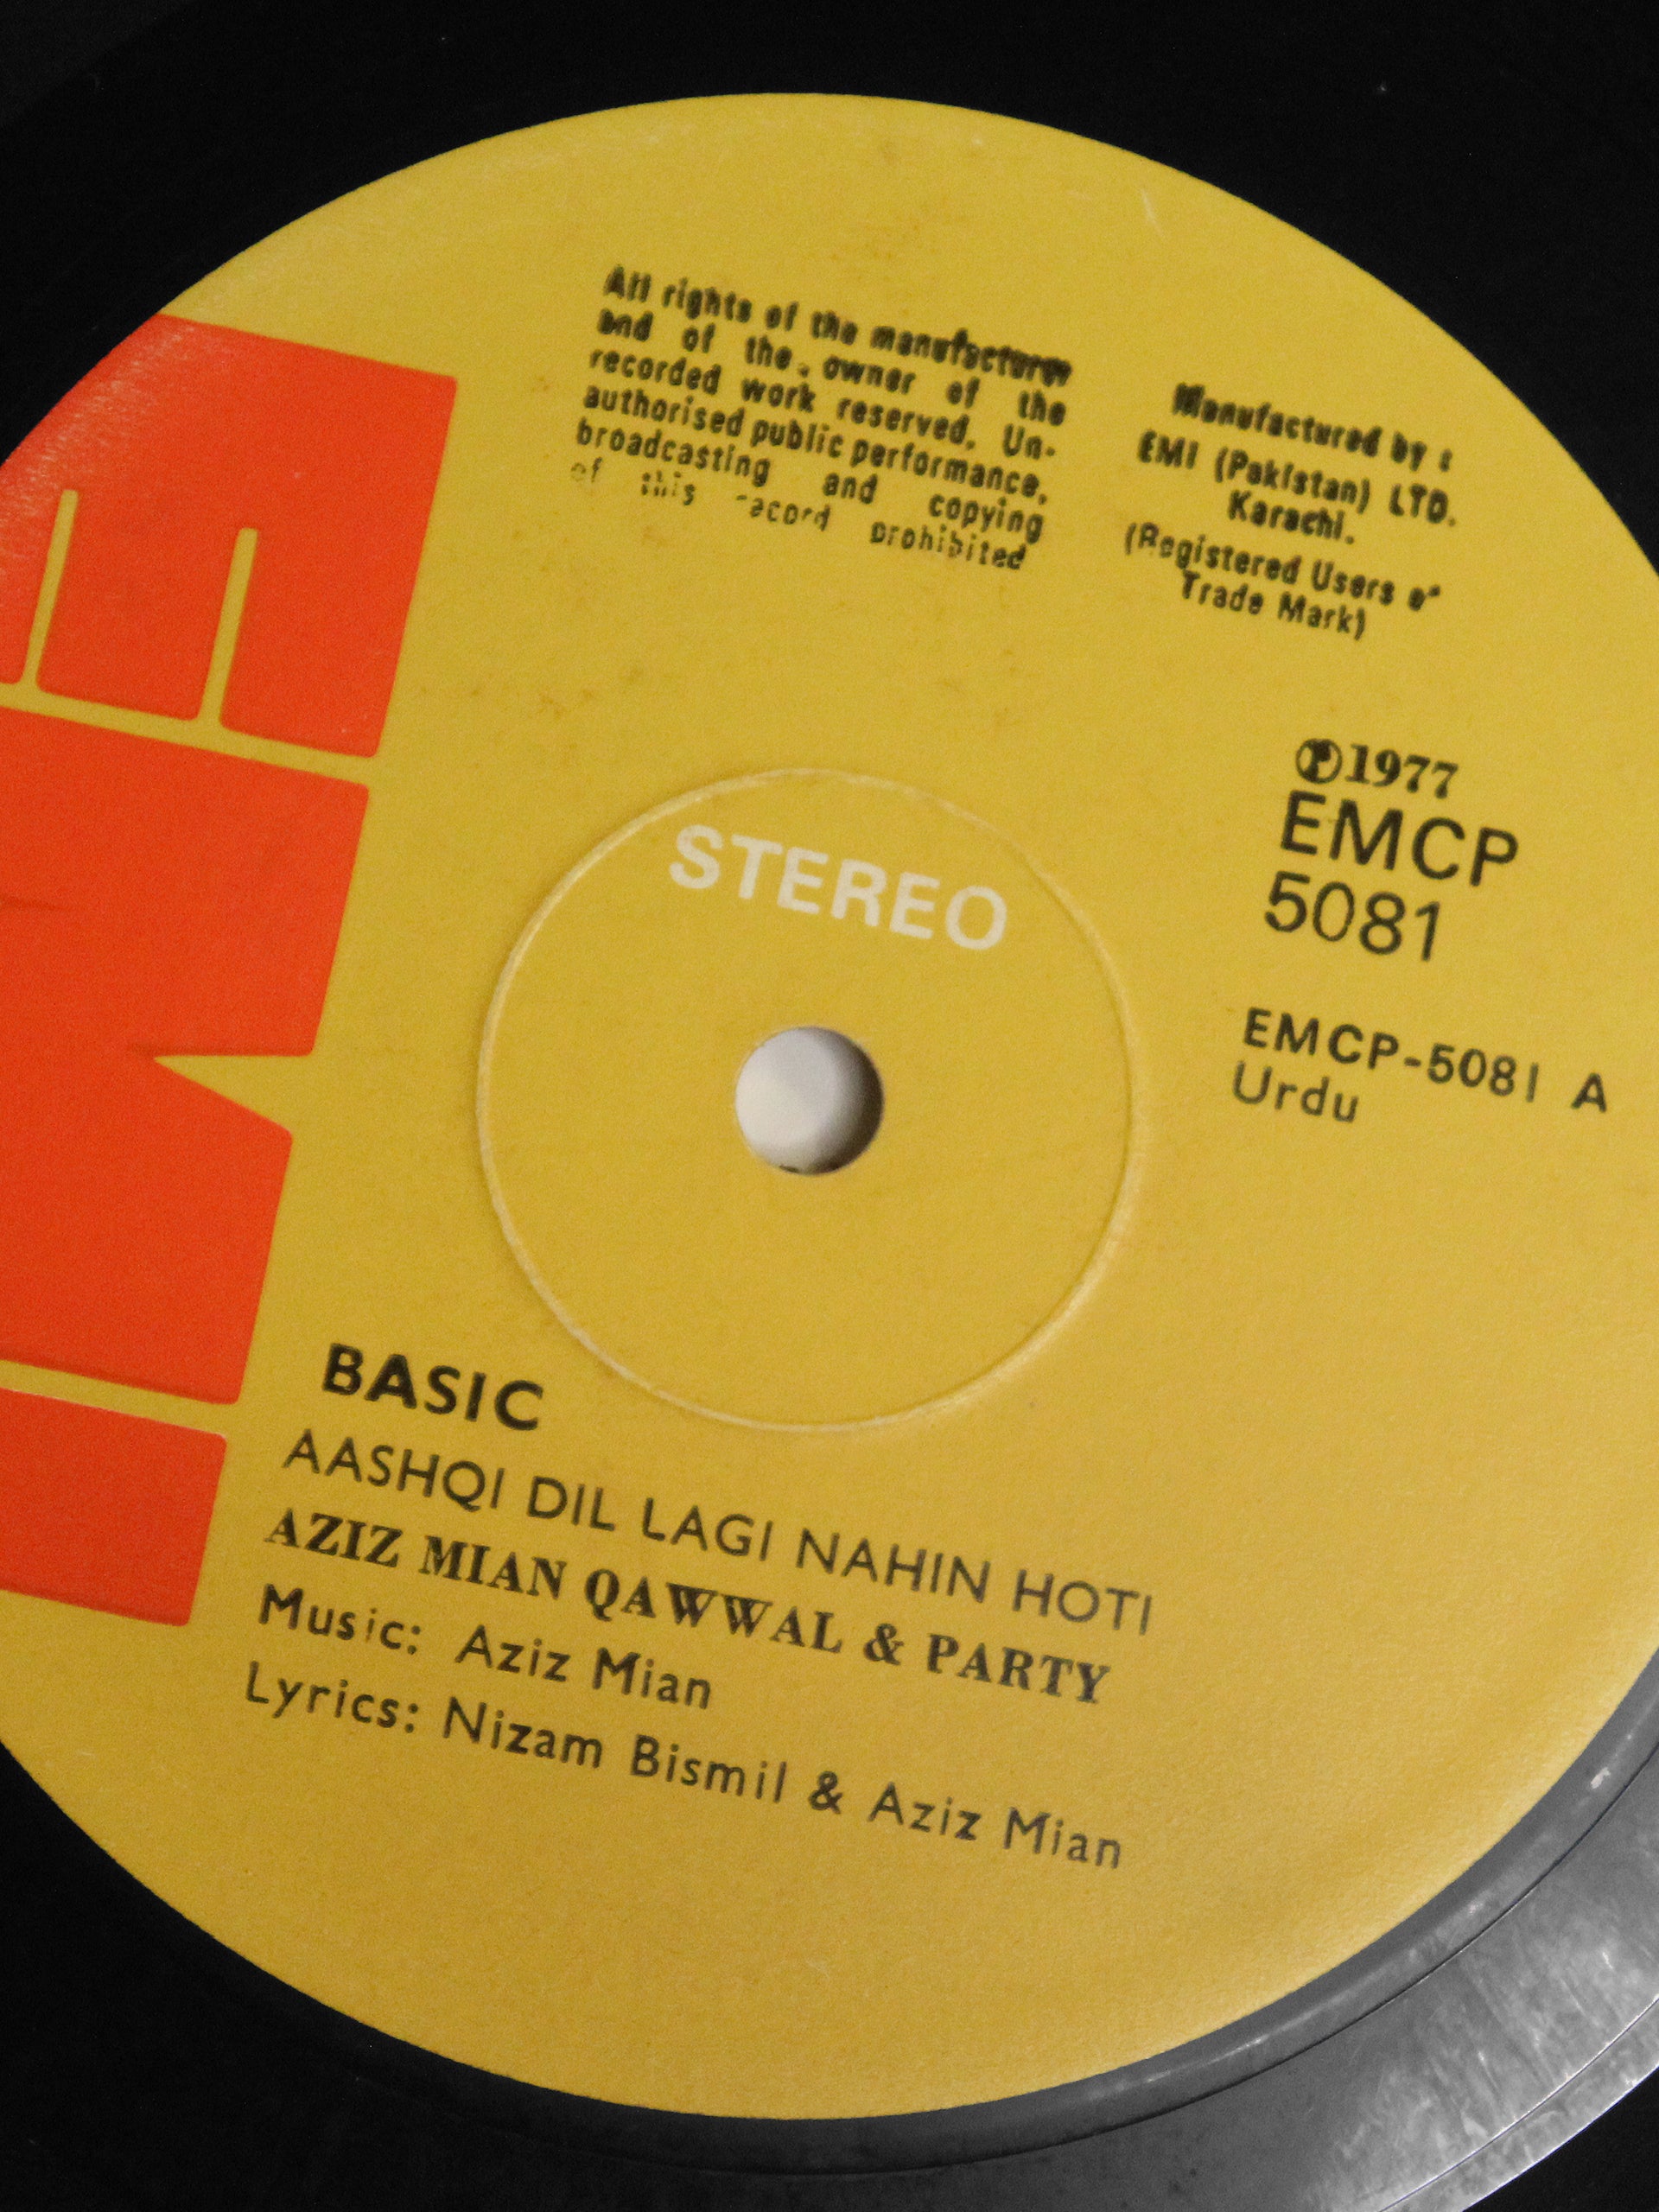 EMI
All rights of the manufacturer
and of the owner of the
recorded work reserved. Un-
authorised public performance,
broadcasting and copying
of this record prohibited
Manufactured by :
EMI (Pakistan) LTD.
Karachi.
(Registered Users of
Trade Mark)
℗1977
EMCP
5081
STEREO
EMCP-5081 A
Urdu
BASIC
AASHQI DIL LAGI NAHIN HOTI
AZIZ MIAN QAWWAL & PARTY
Music: Aziz Mian
Lyrics: Nizam Bismil & Aziz Mian